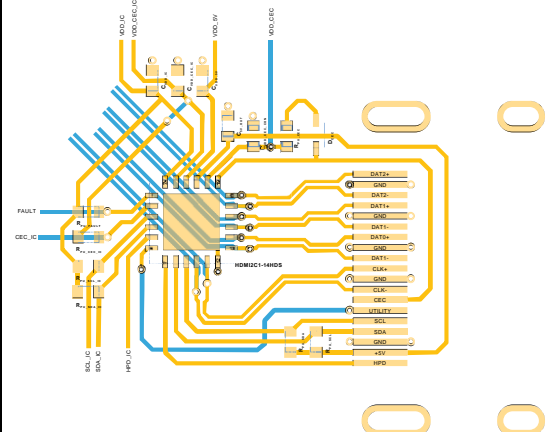 VDD_IC
VDD_CEC_IC
VDD_5V
VDD_CEC
FAULT
CEC_IC
SCL_IC
SDA_IC
HPD_IC
HDMI2C1-14HDS
DAT2+
GND
DAT2-
DAT1+
GND
DAT1-
DAT0+
GND
DAT1-
CLK+
GND
CLK-
CEC
UTILITY
SCL
SDA
GND
+5V
HPD